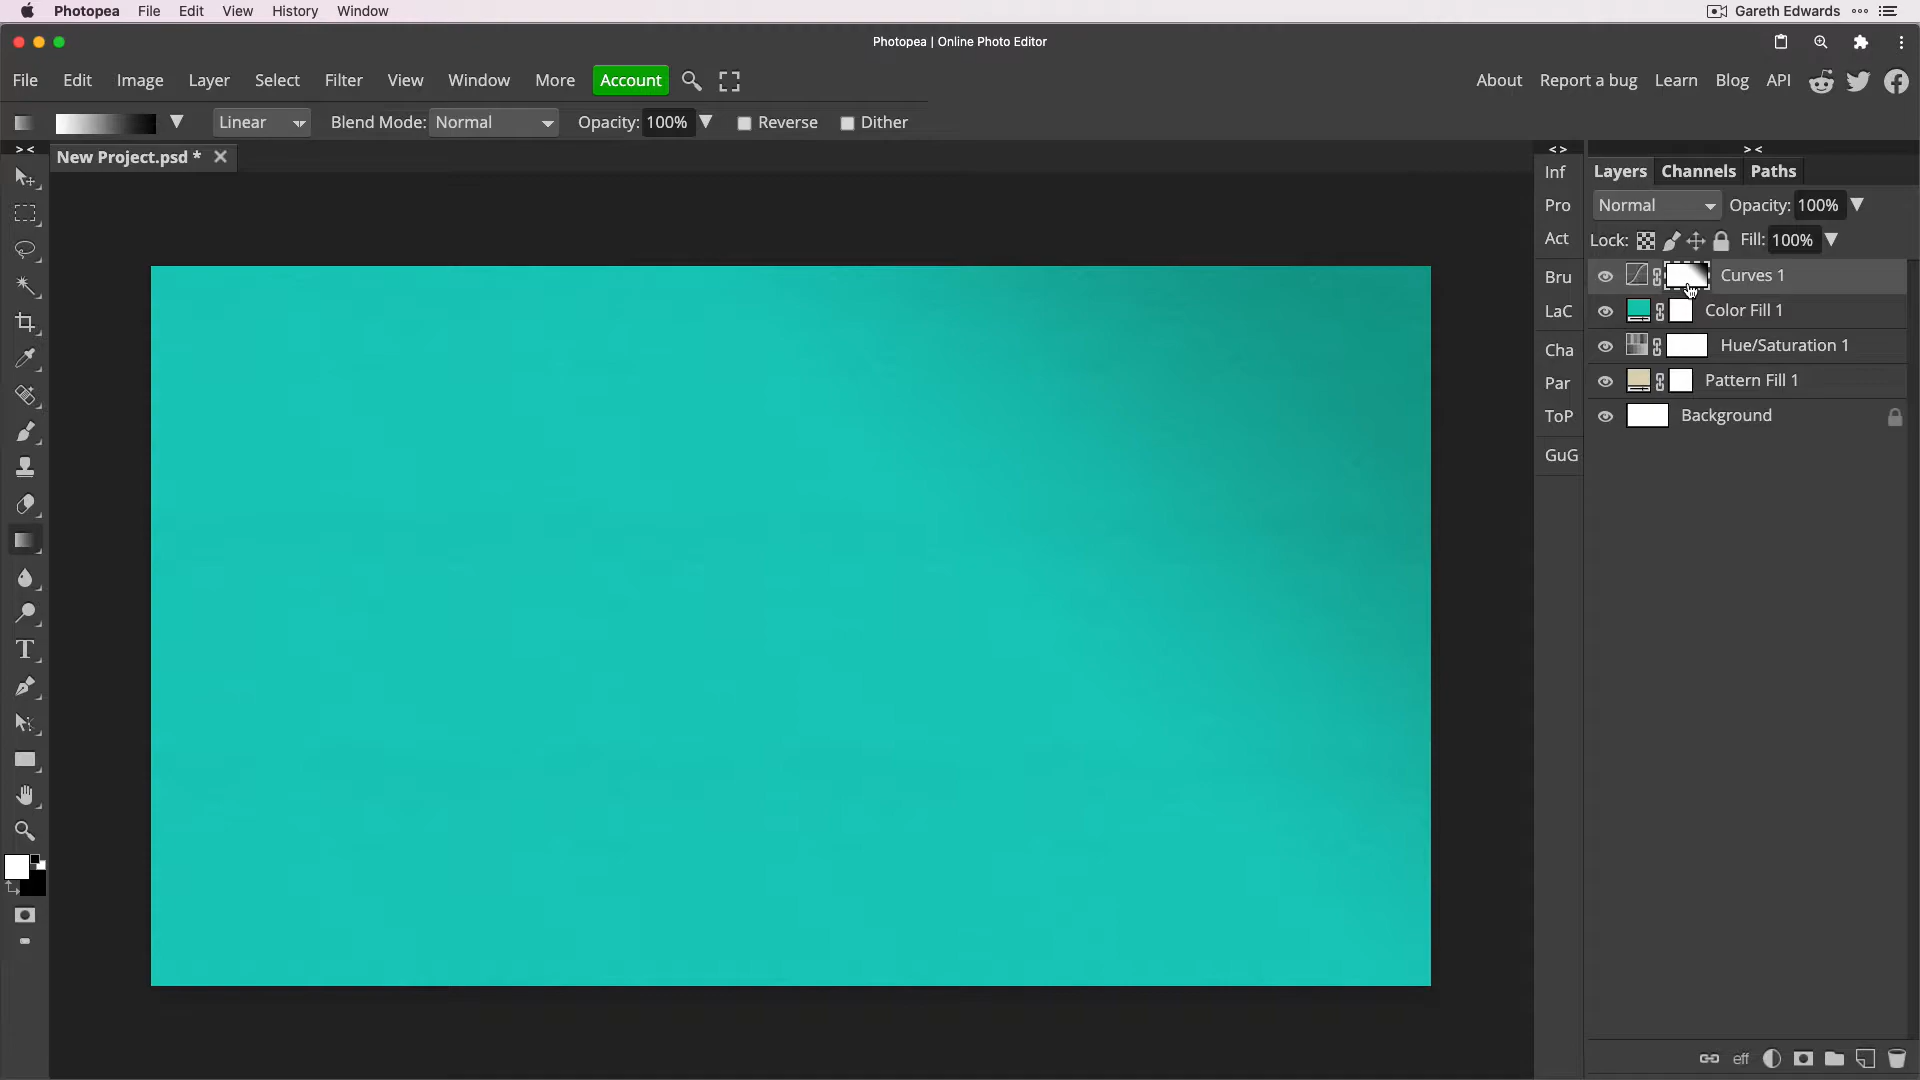 Photopea File Edit View History Window Gareth Edwards
Photopea | Online Photo Editor
File Edit Image Layer Select Filter View Window More Account About Report a bug Learn Blog API
Linear Blend Mode: Normal Opacity: 100% Reverse Dither
> < New Project.psd * < > > <
Inf Layers Channels Paths
Pro Normal Opacity: 100%
Act Lock: Fill: 100%
Bru Curves 1
LaC Color Fill 1
Cha Hue/Saturation 1
Par Pattern Fill 1
ToP Background
GuG
eff